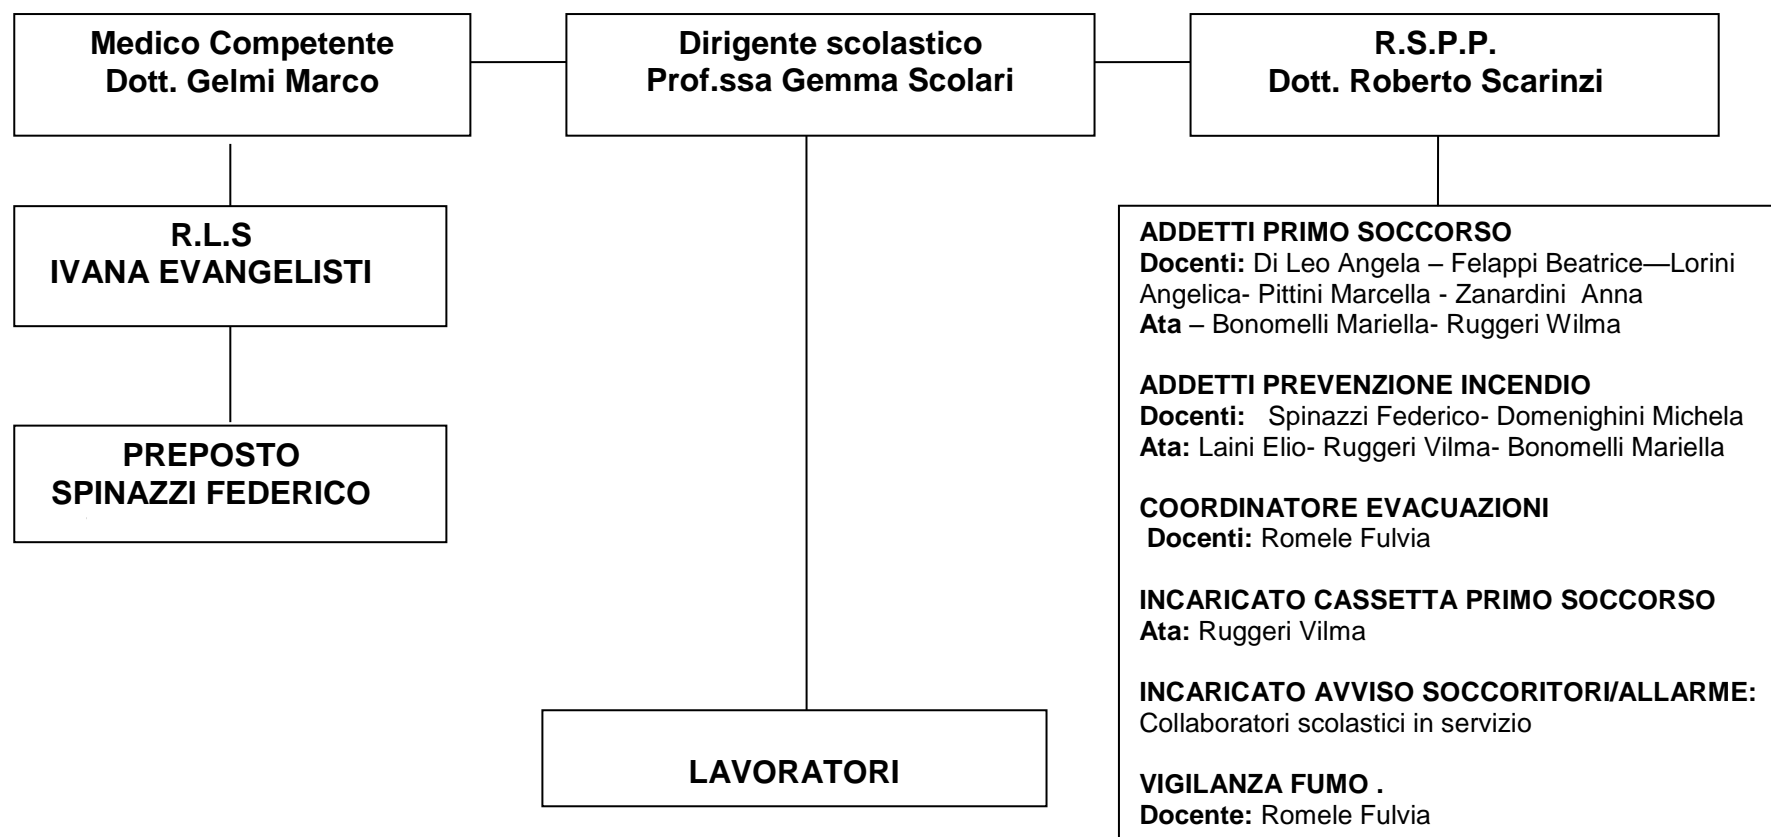 Medico Competente
Dott. Gelmi Marco
Dirigente scolastico
Prof.ssa Gemma Scolari
R.S.P.P.
Dott. Roberto Scarinzi
R.L.S
IVANA EVANGELISTI
PREPOSTO
SPINAZZI FEDERICO
LAVORATORI
ADDETTI PRIMO SOCCORSO
Docenti: Di Leo Angela – Felappi Beatrice—Lorini
Angelica- Pittini Marcella - Zanardini Anna
Ata – Bonomelli Mariella- Ruggeri Wilma
ADDETTI PREVENZIONE INCENDIO
Docenti: Spinazzi Federico- Domenighini Michela
Ata: Laini Elio- Ruggeri Vilma- Bonomelli Mariella
COORDINATORE EVACUAZIONI
Docenti: Romele Fulvia
INCARICATO CASSETTA PRIMO SOCCORSO
Ata: Ruggeri Vilma
INCARICATO AVVISO SOCCORITORI/ALLARME:
Collaboratori scolastici in servizio
VIGILANZA FUMO .
Docente: Romele Fulvia